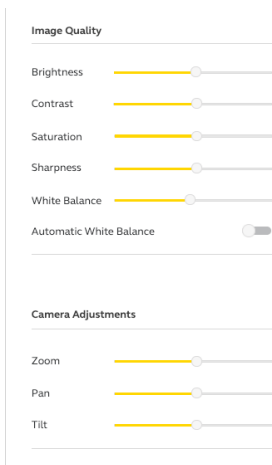 Image Quality
Brightness
Contrast
Saturation
Sharpness
White Balance
Automatic White Balance
Camera Adjustments
Zoom
Pan
Tilt